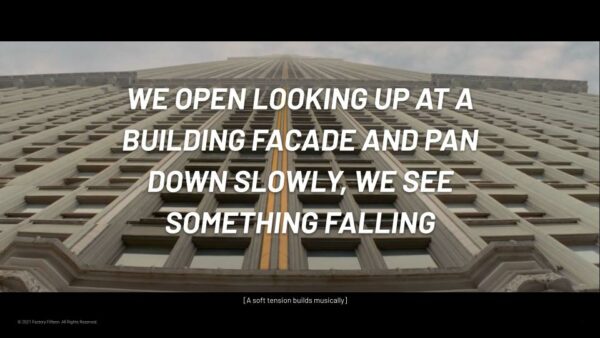 WE OPEN LOOKING UP AT A
BUILDING FACADE AND PAN
DOWN SLOWLY, WE SEE
SOMETHING FALLING
[A soft tension builds musically]
© 2021 Factory Fifteen. All Rights Reserved.